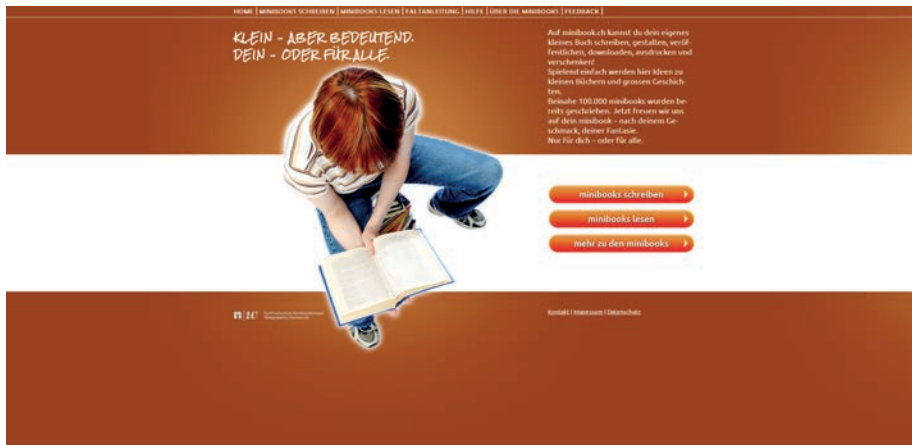 HOME | MINIBOOKS SCHREIBEN | MINIBOOKS LESEN | FALTANLEITUNG | HILFE | ÜBER DIE MINIBOOKS | FEEDBACK |
KLEIN – ABER BEDEUTEND.
DEIN – ODER FÜR ALLE.
Auf minibook.ch kannst du dein eigenes
kleines Buch schreiben, gestalten, veröf-
fentlichen, downloaden, ausdrucken und
verschenken!
Spielend einfach werden hier Ideen zu
kleinen Büchern und grossen Geschich-
ten.
Beinahe 100.000 minibooks wurden be-
reits geschrieben. Jetzt freuen wir uns
auf dein minibook – nach deinem Ge-
schmack, deiner Fantasie.
Nur für dich – oder für alle.
minibooks schreiben
minibooks lesen
mehr zu den minibooks
n|w
Kontakt | Impressum | Datenschutz